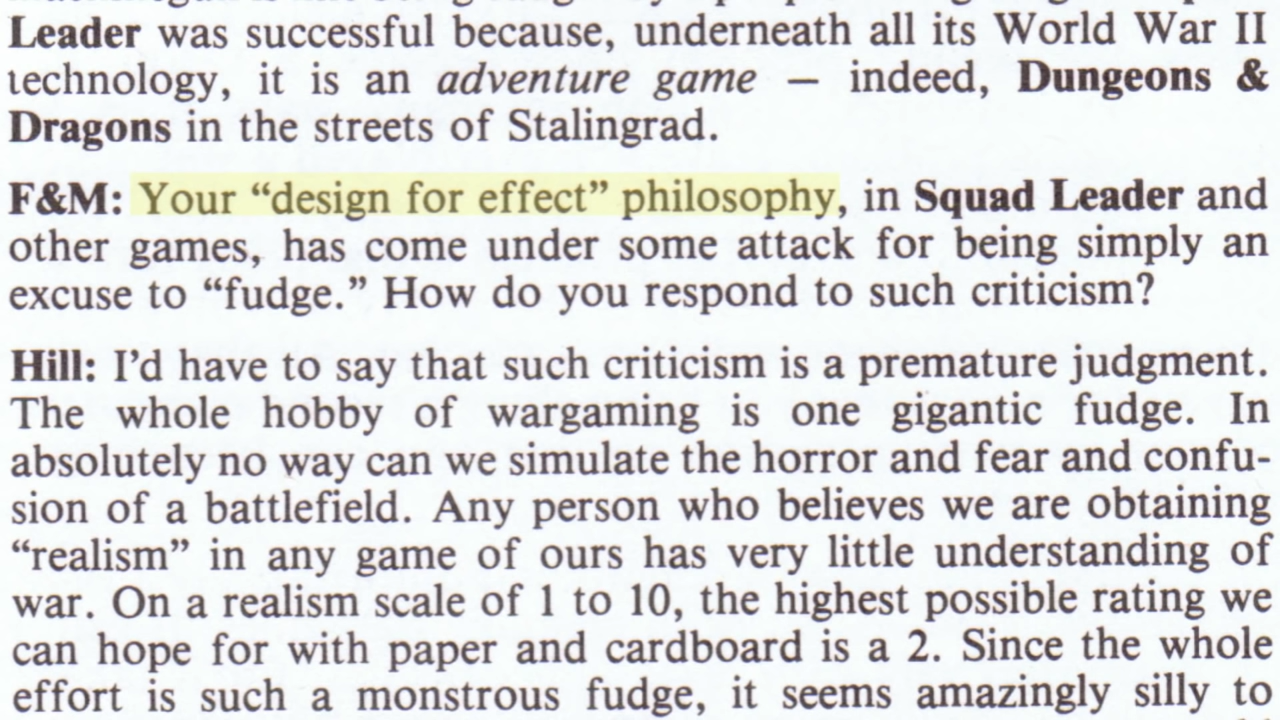 Leader was successful because, underneath all its World War II
technology, it is an adventure game — indeed, Dungeons &
Dragons in the streets of Stalingrad.
F&M: Your “design for effect” philosophy, in Squad Leader and
other games, has come under some attack for being simply an
excuse to “fudge.” How do you respond to such criticism?
Hill: I’d have to say that such criticism is a premature judgment.
The whole hobby of wargaming is one gigantic fudge. In
absolutely no way can we simulate the horror and fear and confu-
sion of a battlefield. Any person who believes we are obtaining
“realism” in any game of ours has very little understanding of
war. On a realism scale of 1 to 10, the highest possible rating we
can hope for with paper and cardboard is a 2. Since the whole
effort is such a monstrous fudge, it seems amazingly silly to